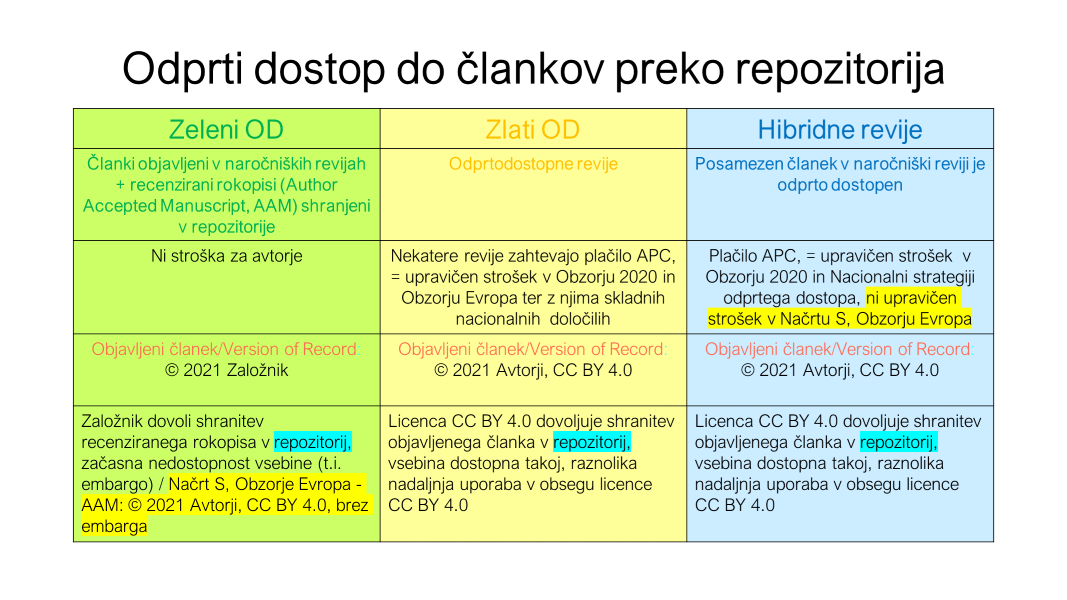 Odprti dostop do člankov preko repozitorija
Zeleni OD
Zlati OD
Hibridne revije
Članki objavljeni v naročniških revijah
+ recenzirani rokopisi (Author
Accepted Manuscript, AAM) shranjeni
v repozitorije
Odprtodostopne revije
Posamezen članek v naročniški reviji je
odprto dostopen
Ni stroška za avtorje
Nekatere revije zahtevajo plačilo APC,
= upravičen strošek v Obzorju 2020 in
Obzorju Evropa ter z njima skladnih
nacionalnih določilih
Plačilo APC, = upravičen strošek v
Obzorju 2020 in Nacionalni strategiji
odprtega dostopa, ni upravičen
strošek v Načrtu S, Obzorju Evropa
Objavljeni članek/Version of Record:
© 2021 Založnik
Objavljeni članek/Version of Record:
© 2021 Avtorji, CC BY 4.0
Objavljeni članek/Version of Record:
© 2021 Avtorji, CC BY 4.0
Založnik dovoli shranitev
recenziranega rokopisa v repozitorij,
začasna nedostopnost vsebine (t.i.
embargo) / Načrt S, Obzorje Evropa -
AAM: © 2021 Avtorji, CC BY 4.0, brez
embarga
Licenca CC BY 4.0 dovoljuje shranitev
objavljenega članka v repozitorij,
vsebina dostopna takoj, raznolika
nadaljnja uporaba v obsegu licence
CC BY 4.0
Licenca CC BY 4.0 dovoljuje shranitev
objavljenega članka v repozitorij,
vsebina dostopna takoj, raznolika
nadaljnja uporaba v obsegu licence
CC BY 4.0